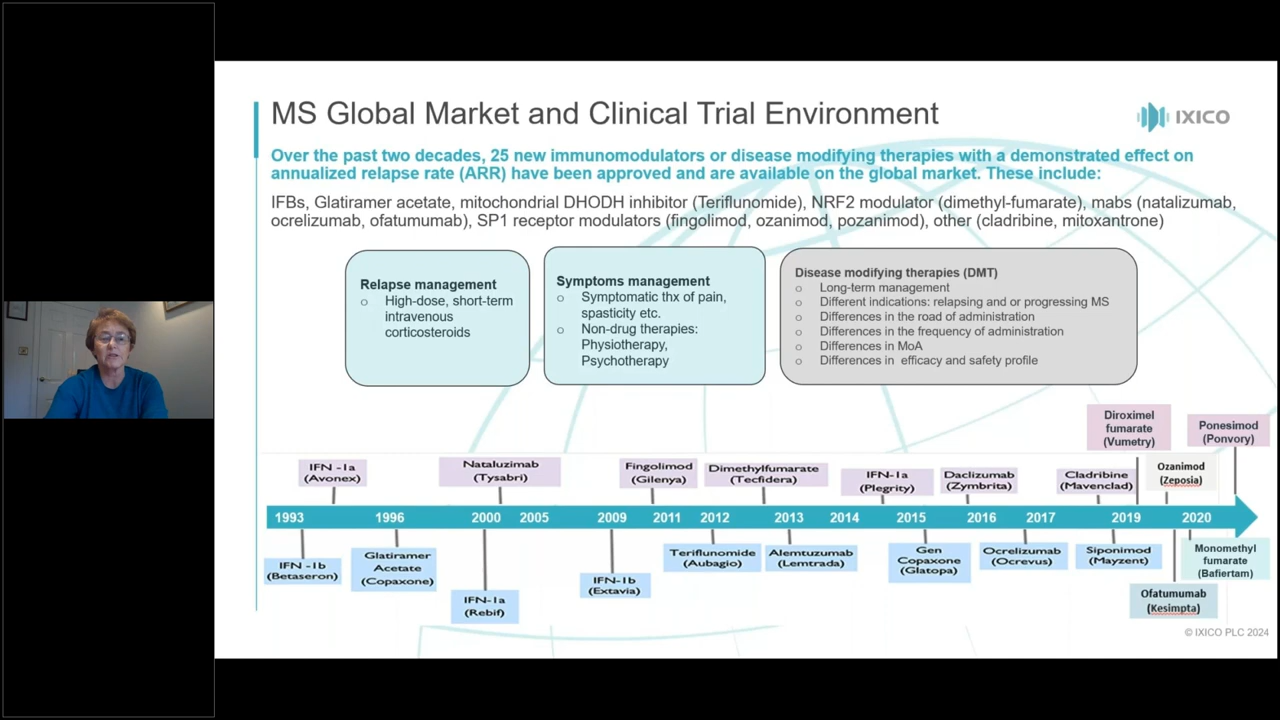 MS Global Market and Clinical Trial Environment
IXICO
Over the past two decades, 25 new immunomodulators or disease modifying therapies with a demonstrated effect on
annualized relapse rate (ARR) have been approved and are available on the global market. These include:
IFBs, Glatiramer acetate, mitochondrial DHODH inhibitor (Teriflunomide), NRF2 modulator (dimethyl-fumarate), mabs (natalizumab,
ocrelizumab, ofatumumab), SP1 receptor modulators (fingolimod, ozanimod, pozanimod), other (cladribine, mitoxantrone)
Relapse management
o High-dose, short-term
intravenous
corticosteroids
Symptoms management
o Symptomatic thx of pain,
spasticity etc.
o Non-drug therapies:
Physiotherapy,
Psychotherapy
Disease modifying therapies (DMT)
o Long-term management
o Different indications: relapsing and or progressing MS
o Differences in the road of administration
o Differences in the frequency of administration
o Differences in MoA
o Differences in efficacy and safety profile
IFN -1a
(Avonex)
Nataluzimab
(Tysabri)
Fingolimod
(Gilenya)
Dimethylfumarate
(Tecfidera)
IFN-1a
(Plegrity)
Daclizumab
(Zymbrita)
Cladribine
(Mavenclad)
Diroximel
fumarate
(Vumetry)
Ozanimod
(Zeposia)
Ponesimod
(Ponvory)
1993 1996 2000 2005 2009 2011 2012 2013 2014 2015 2016 2017 2019 2020
IFN -1b
(Betaseron)
Glatiramer
Acetate
(Copaxone)
IFN-1a
(Rebif)
IFN-1b
(Extavia)
Teriflunomide
(Aubagio)
Alemtuzumab
(Lemtrada)
Gen
Copaxone
(Glatopa)
Ocrelizumab
(Ocrevus)
Siponimod
(Mayzent)
Ofatumumab
(Kesimpta)
Monomethyl
fumarate
(Bafiertam)
© IXICO PLC 2024